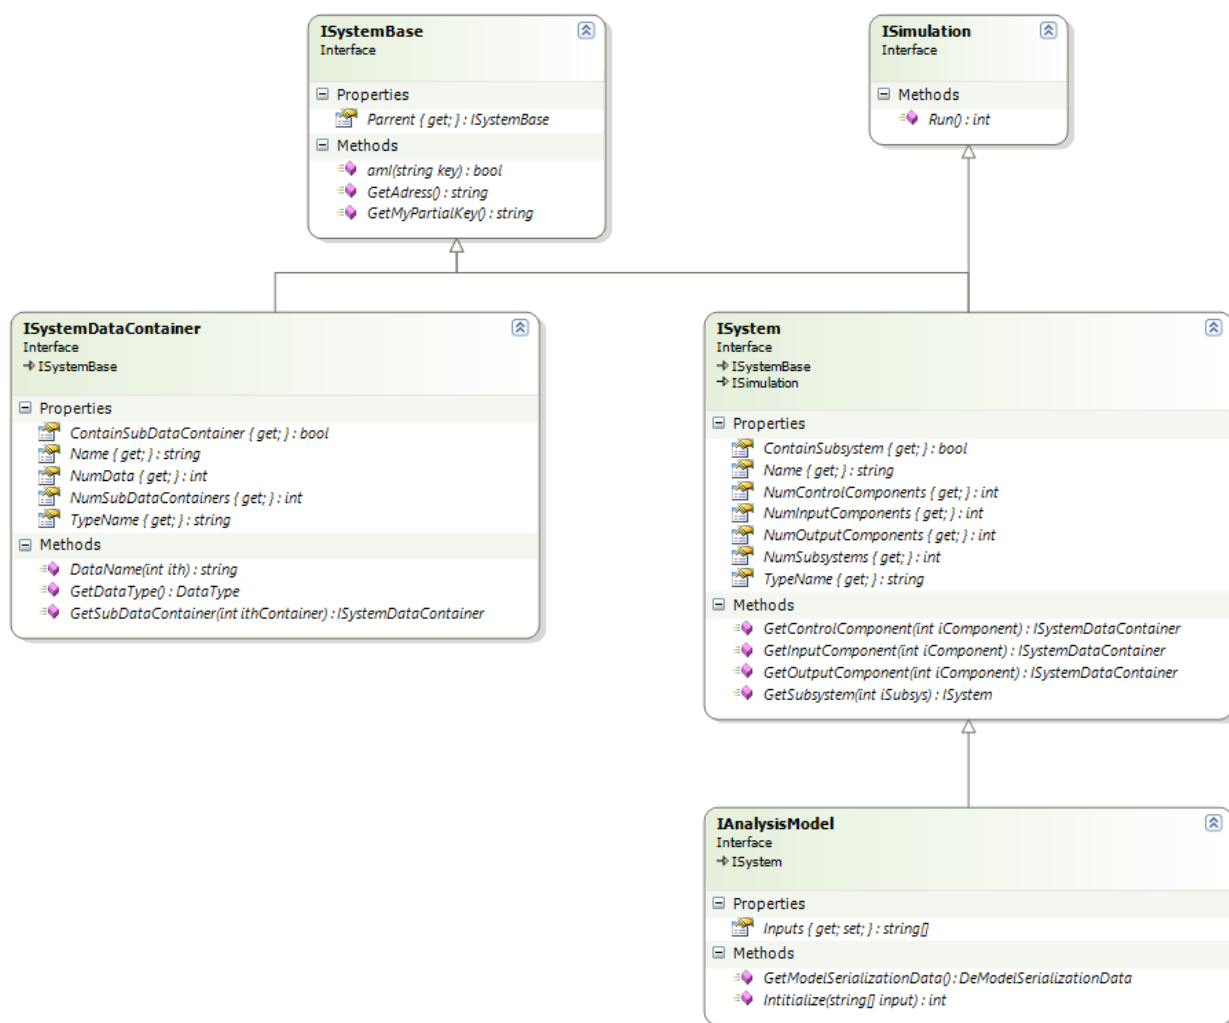 ISystemBase
Interface
Properties
Parrent { get; } : ISystemBase
Methods
amI(string key) : bool
GetAdress() : string
GetMyPartialKey() : string
ISimulation
Interface
Methods
Run() : int
ISystemDataContainer
Interface
ISystemBase
Properties
ContainSubDataContainer { get; } : bool
Name { get; } : string
NumData { get; } : int
NumSubDataContainers { get; } : int
TypeName { get; } : string
Methods
DataName(int ith) : string
GetDataType() : DataType
GetSubDataContainer(int ithContainer) : ISystemDataContainer
ISystem
Interface
ISystemBase
ISimulation
Properties
ContainSubsystem { get; } : bool
Name { get; } : string
NumControlComponents { get; } : int
NumInputComponents { get; } : int
NumOutputComponents { get; } : int
NumSubsystems { get; } : int
TypeName { get; } : string
Methods
GetControlComponent(int iComponent) : ISystemDataContainer
GetInputComponent(int iComponent) : ISystemDataContainer
GetOutputComponent(int iComponent) : ISystemDataContainer
GetSubsystem(int iSubsys) : ISystem
IAnalysisModel
Interface
ISystem
Properties
Inputs { get; set; } : string[]
Methods
GetModelSerializationData() : DeModelSerializationData
Intitialize(string[] input) : int